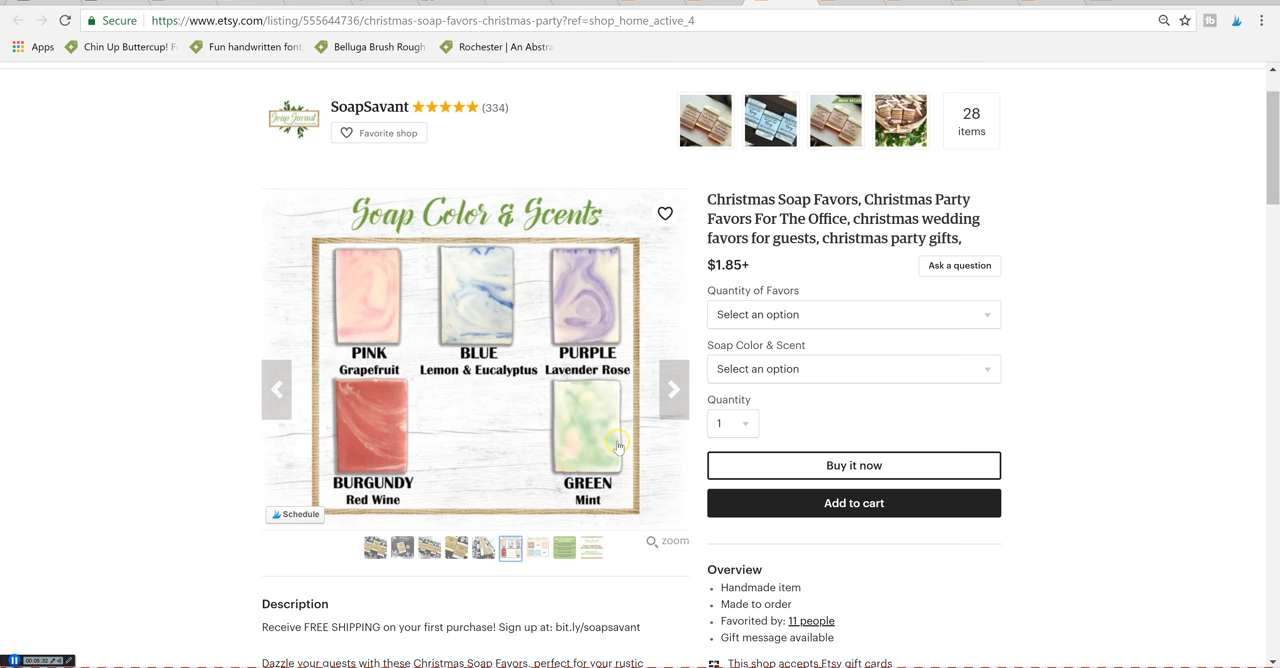 Secure https://www.etsy.com/listing/555644736/christmas-soap-favors-christmas-party?ref=shop_home_active_4
Apps Chin Up Buttercup! F Fun handwritten font Belluga Brush Rough Rochester | An Abstra
SoapSavant (334)
Favorite shop
28
items
Soap Savant
Soap Color & Scents
PINK
Grapefruit
BLUE
Lemon & Eucalyptus
PURPLE
Lavender Rose
BURGUNDY
Red Wine
GREEN
Mint
Schedule
zoom
Christmas Soap Favors, Christmas Party
Favors For The Office, christmas wedding
favors for guests, christmas party gifts,
$1.85+
Ask a question
Quantity of Favors
Select an option
Soap Color & Scent
Select an option
Quantity
1
Buy it now
Add to cart
Overview
Handmade item
Made to order
Favorited by: 11 people
Gift message available
This shop accepts Etsy gift cards
Description
Receive FREE SHIPPING on your first purchase! Sign up at: bit.ly/soapsavant
Dazzle your guests with these Christmas Soap Favors, perfect for your rustic
00:05:32